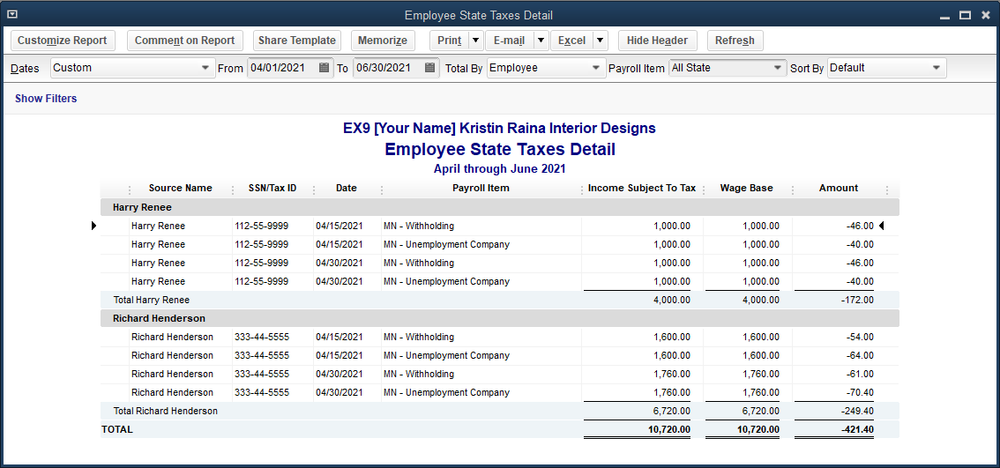 Employee State Taxes Detail
Customize Report Comment on Report Share Template Memorize Print E-mail Excel Hide Header Refresh
Dates Custom From 04/01/2021 To 06/30/2021 Total By Employee Payroll Item All State Sort By Default
Show Filters
EX9 [Your Name] Kristin Raina Interior Designs
Employee State Taxes Detail
April through June 2021
Source Name SSN/Tax ID Date Payroll Item Income Subject To Tax Wage Base Amount
Harry Renee
Harry Renee 112-55-9999 04/15/2021 MN - Withholding 1,000.00 1,000.00 -46.00
Harry Renee 112-55-9999 04/15/2021 MN - Unemployment Company 1,000.00 1,000.00 -40.00
Harry Renee 112-55-9999 04/30/2021 MN - Withholding 1,000.00 1,000.00 -46.00
Harry Renee 112-55-9999 04/30/2021 MN - Unemployment Company 1,000.00 1,000.00 -40.00
Total Harry Renee 4,000.00 4,000.00 -172.00
Richard Henderson
Richard Henderson 333-44-5555 04/15/2021 MN - Withholding 1,600.00 1,600.00 -54.00
Richard Henderson 333-44-5555 04/15/2021 MN - Unemployment Company 1,600.00 1,600.00 -64.00
Richard Henderson 333-44-5555 04/30/2021 MN - Withholding 1,760.00 1,760.00 -61.00
Richard Henderson 333-44-5555 04/30/2021 MN - Unemployment Company 1,760.00 1,760.00 -70.40
Total Richard Henderson 6,720.00 6,720.00 -249.40
TOTAL 10,720.00 10,720.00 -421.40